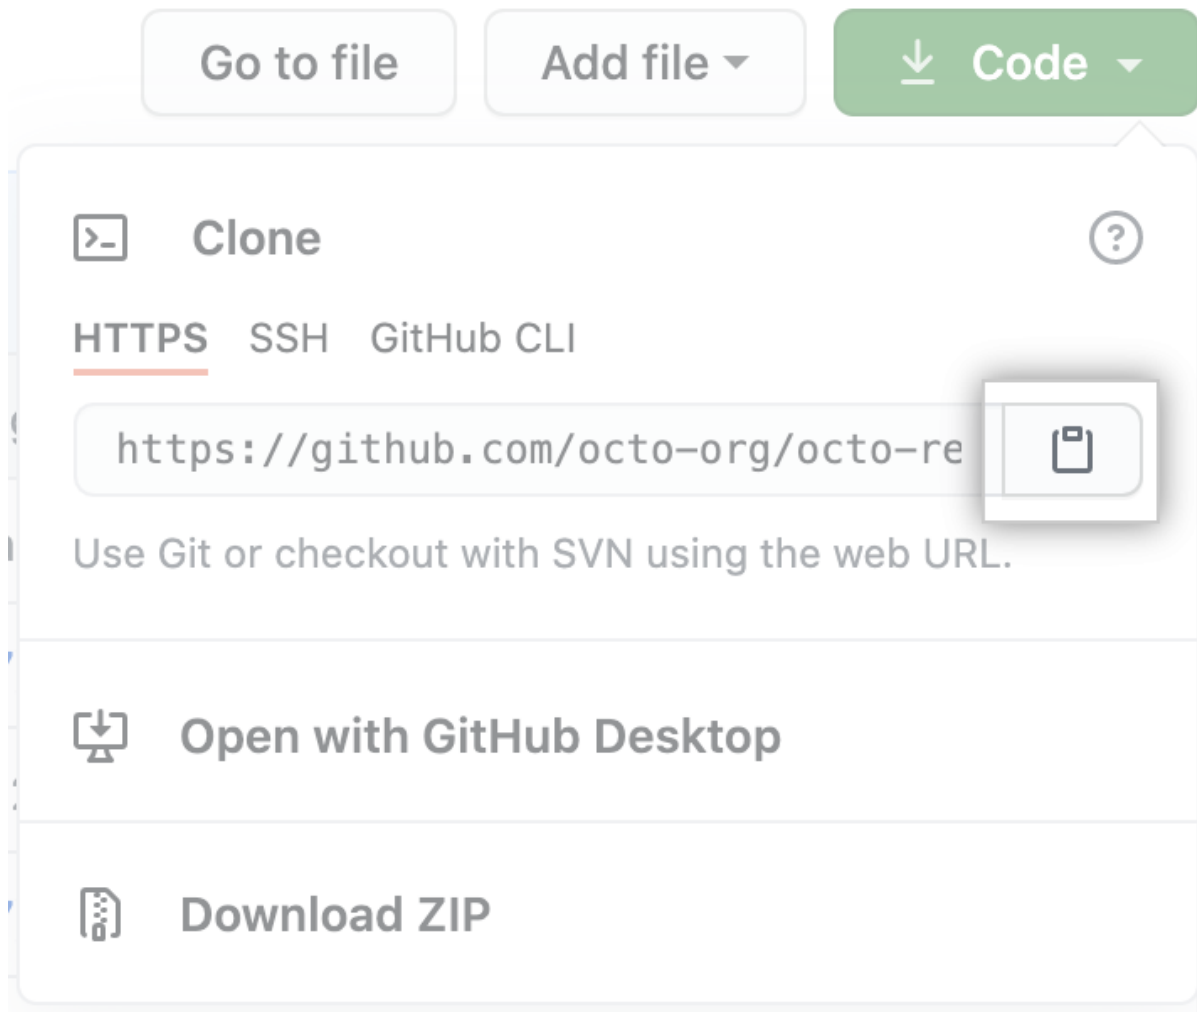 Go to file
Add file
Code
Clone
HTTPS SSH GitHub CLI
https://github.com/octo-org/octo-re
Use Git or checkout with SVN using the web URL.
Open with GitHub Desktop
Download ZIP